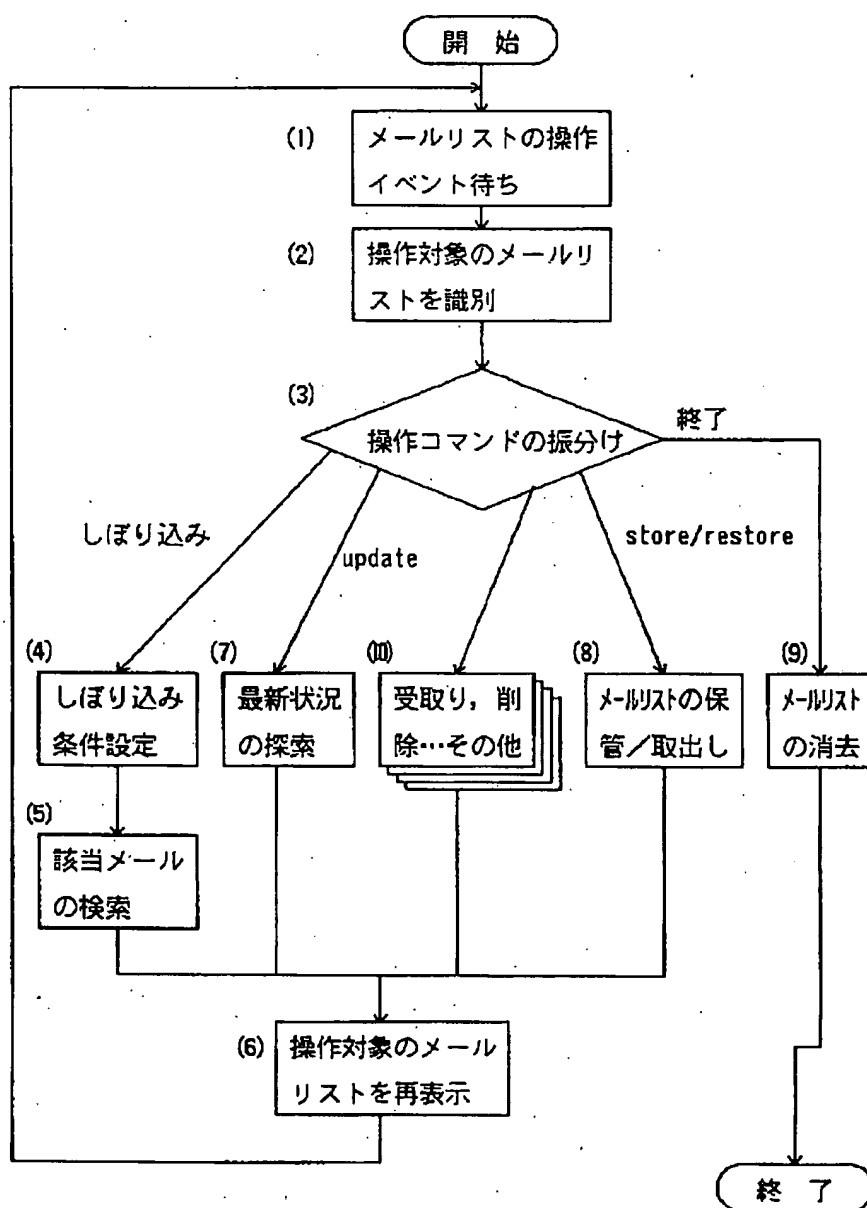 開 始
(1)
メールリストの操作
イベント待ち
(2)
操作対象のメールリ
ストを識別
(3)
操作コマンドの振分け
終了
しぼり込み
update
store/restore
(4)
しぼり込み
条件設定
(7)
最新状況
の探索
(10)
受取り,削
除…その他
(8)
メールリストの保
管/取出し
(9)
メールリスト
の消去
(5)
該当メール
の検索
(6)
操作対象のメール
リストを再表示
終 了